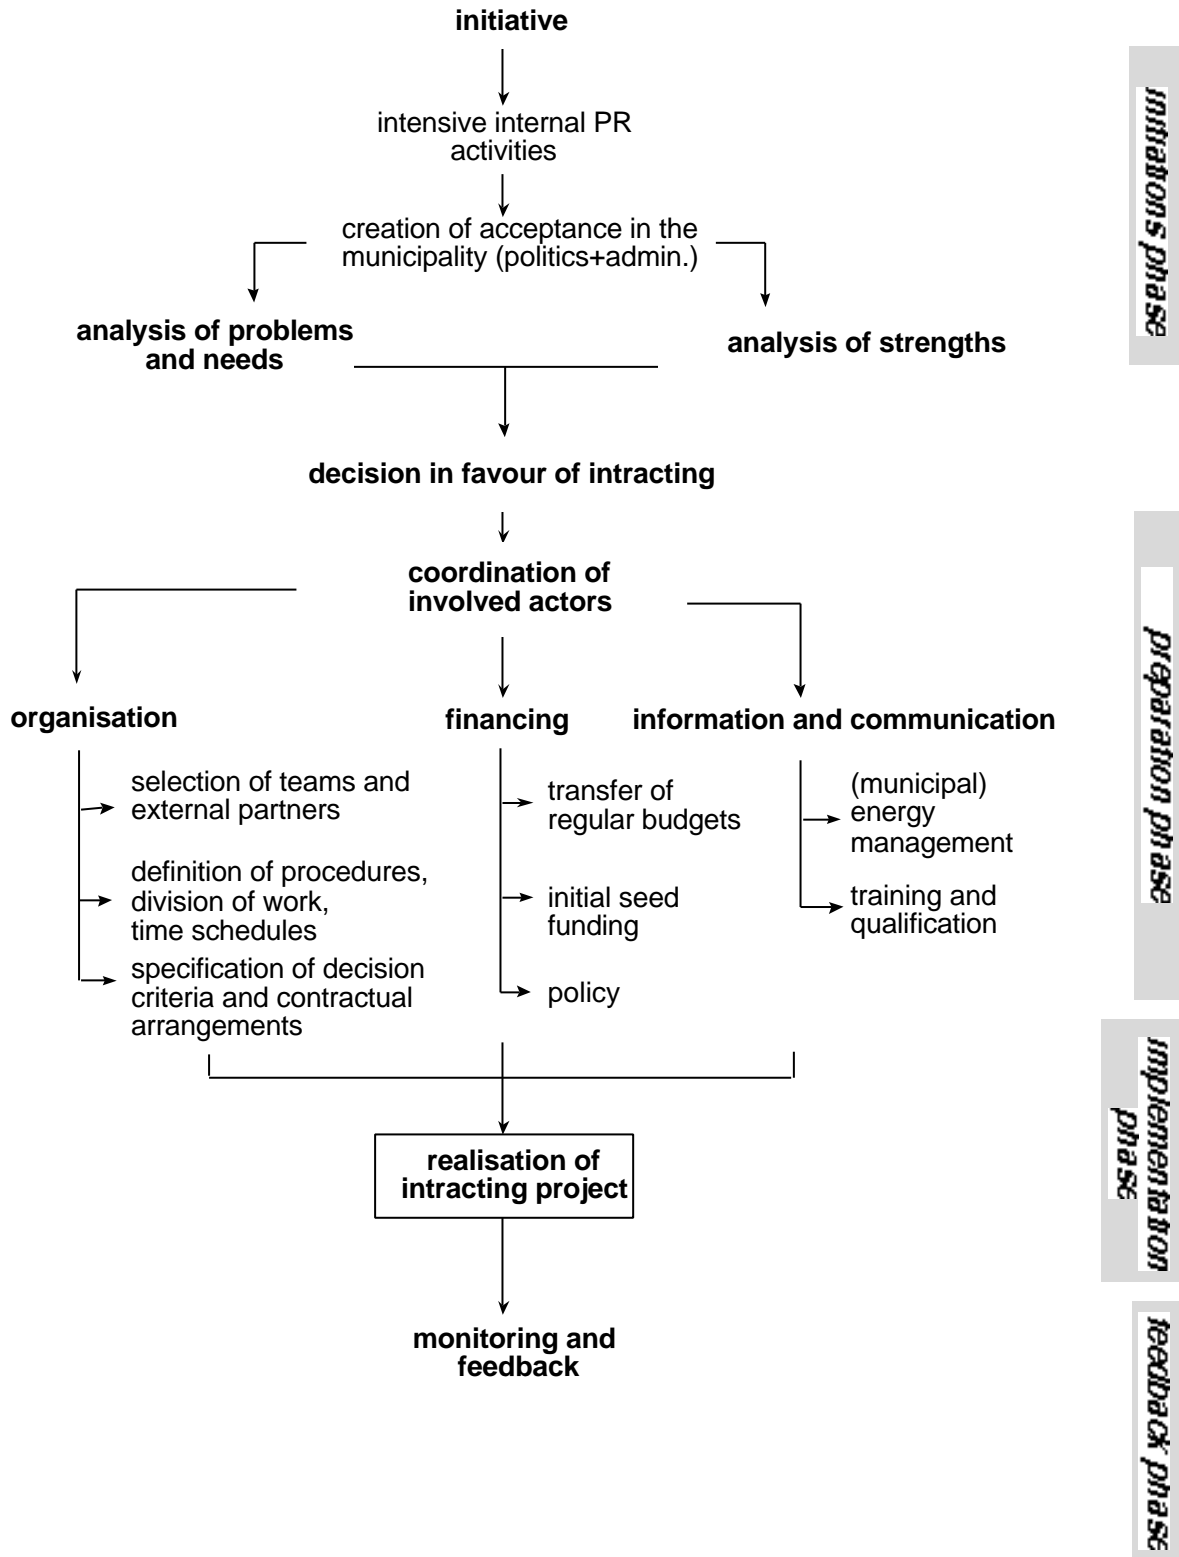 initiative
intensive internal PR
activities
creation of acceptance in the
municipality (politics+admin.)
analysis of problems
and needs
analysis of strengths
decision in favour of intracting
coordination of
involved actors
organisation
financing
information and communication
selection of teams and
external partners
definition of procedures,
division of work,
time schedules
specification of decision
criteria and contractual
arrangements
transfer of
regular budgets
initial seed
funding
policy
(municipal)
energy
management
training and
qualification
realisation of
intracting project
monitoring and
feedback
initiations phase
preparation phase
implementation
phase
feedback phase